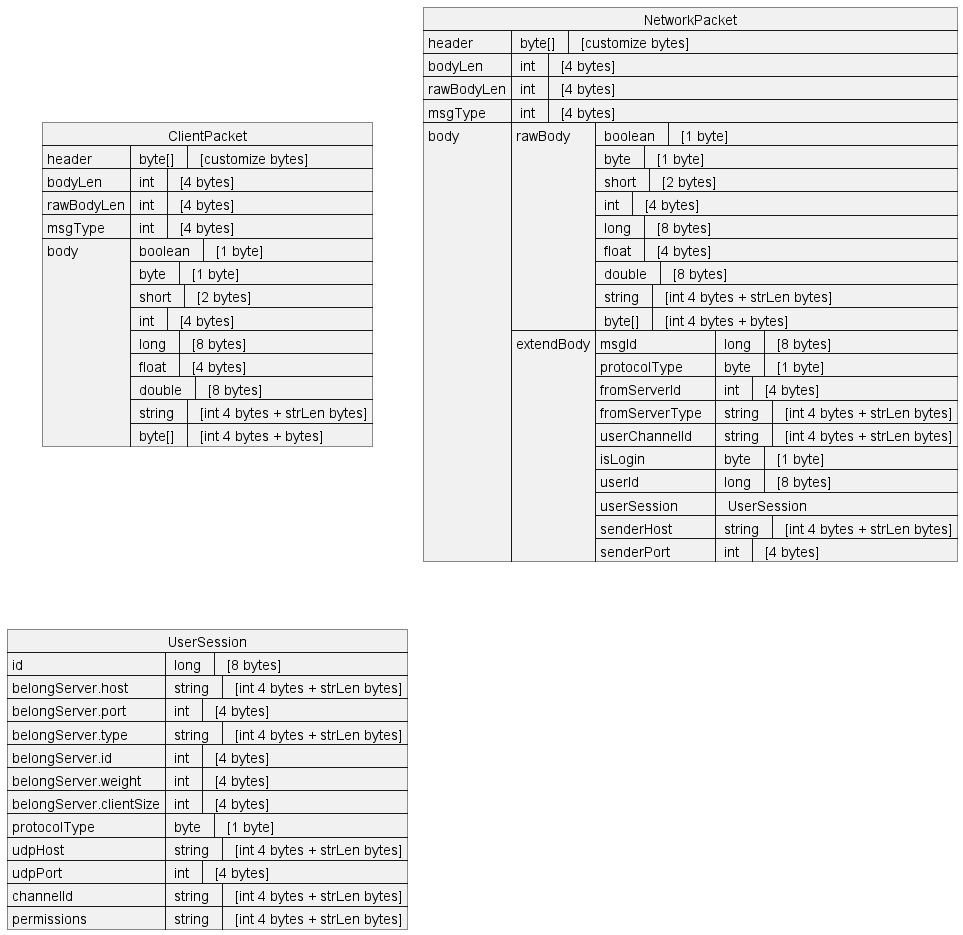 ClientPacket
header byte[] [customize bytes]
bodyLen int [4 bytes]
rawBodyLen int [4 bytes]
msgType int [4 bytes]
body boolean [1 byte]
byte [1 byte]
short [2 bytes]
int [4 bytes]
long [8 bytes]
float [4 bytes]
double [8 bytes]
string [int 4 bytes + strLen bytes]
byte[] [int 4 bytes + bytes]
NetworkPacket
header byte[] [customize bytes]
bodyLen int [4 bytes]
rawBodyLen int [4 bytes]
msgType int [4 bytes]
body rawBody boolean [1 byte]
byte [1 byte]
short [2 bytes]
int [4 bytes]
long [8 bytes]
float [4 bytes]
double [8 bytes]
string [int 4 bytes + strLen bytes]
byte[] [int 4 bytes + bytes]
extendBody msgId long [8 bytes]
protocolType byte [1 byte]
fromServerId int [4 bytes]
fromServerType string [int 4 bytes + strLen bytes]
userChannelId string [int 4 bytes + strLen bytes]
isLogin byte [1 byte]
userId long [8 bytes]
userSession UserSession
senderHost string [int 4 bytes + strLen bytes]
senderPort int [4 bytes]
UserSession
id long [8 bytes]
belongServer.host string [int 4 bytes + strLen bytes]
belongServer.port int [4 bytes]
belongServer.type string [int 4 bytes + strLen bytes]
belongServer.id int [4 bytes]
belongServer.weight int [4 bytes]
belongServer.clientSize int [4 bytes]
protocolType byte [1 byte]
udpHost string [int 4 bytes + strLen bytes]
udpPort int [4 bytes]
channelId string [int 4 bytes + strLen bytes]
permissions string [int 4 bytes + strLen bytes]